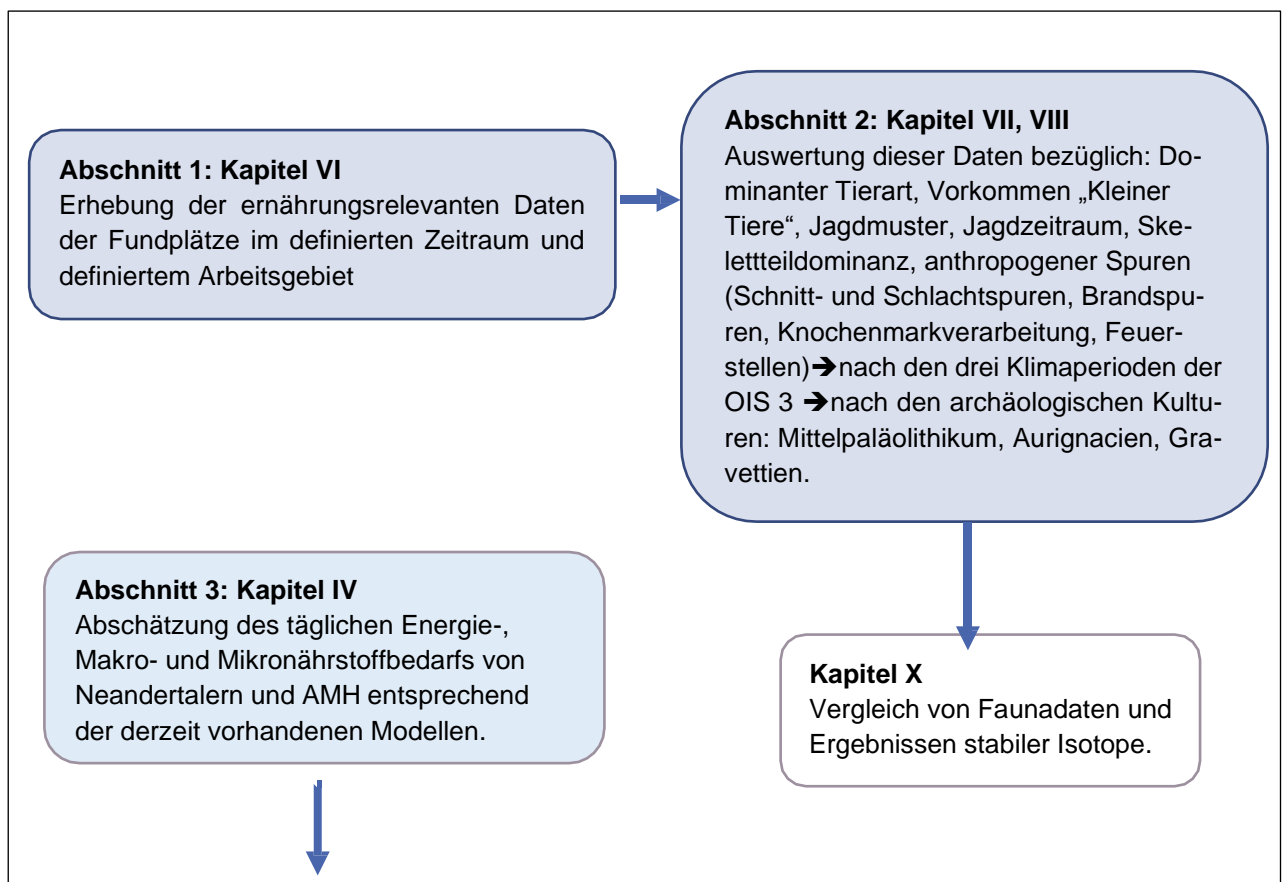 Abschnitt 1: Kapitel VI
Erhebung der ernährungsrelevanten Daten
der Fundplätze im definierten Zeitraum und
definiertem Arbeitsgebiet
Abschnitt 2: Kapitel VII, VIII
Auswertung dieser Daten bezüglich: Do-
minanter Tierart, Vorkommen „Kleiner
Tiere“, Jagdmuster, Jagdzeitraum, Ske-
lettteildominanz, anthropogener Spuren
(Schnitt- und Schlachtspuren, Brandspu-
ren, Knochenmarkverarbeitung, Feuer-
stellen)➔nach den drei Klimaperioden der
OIS 3 ➔nach den archäologischen Kultu-
ren: Mittelpaläolithikum, Aurignacien, Gra-
vettien.
Abschnitt 3: Kapitel IV
Abschätzung des täglichen Energie-,
Makro- und Mikronährstoffbedarfs von
Neandertalern und AMH entsprechend
der derzeit vorhandenen Modellen.
Kapitel X
Vergleich von Faunadaten und
Ergebnissen stabiler Isotope.